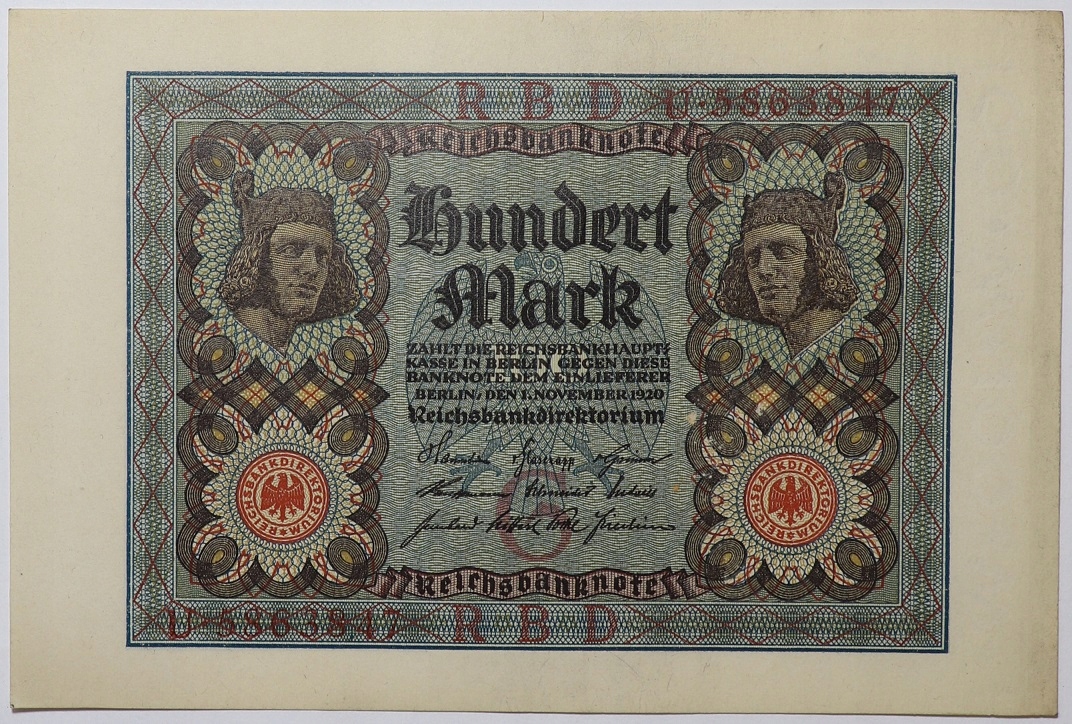 R B D U·5863847
Reichsbanknote
Hundert
Mark
ZAHLT DIE REICHSBANKHAUPT⸗
KASSE IN BERLIN GEGEN DIESE
BANKNOTE DEM EINLIEFERER
BERLIN, DEN 1. NOVEMBER 1920
Reichsbankdirektorium
REICHSBANKDIREKTORIUM
REICHSBANKDIREKTORIUM
Reichsbanknote
U·5863847 R B D